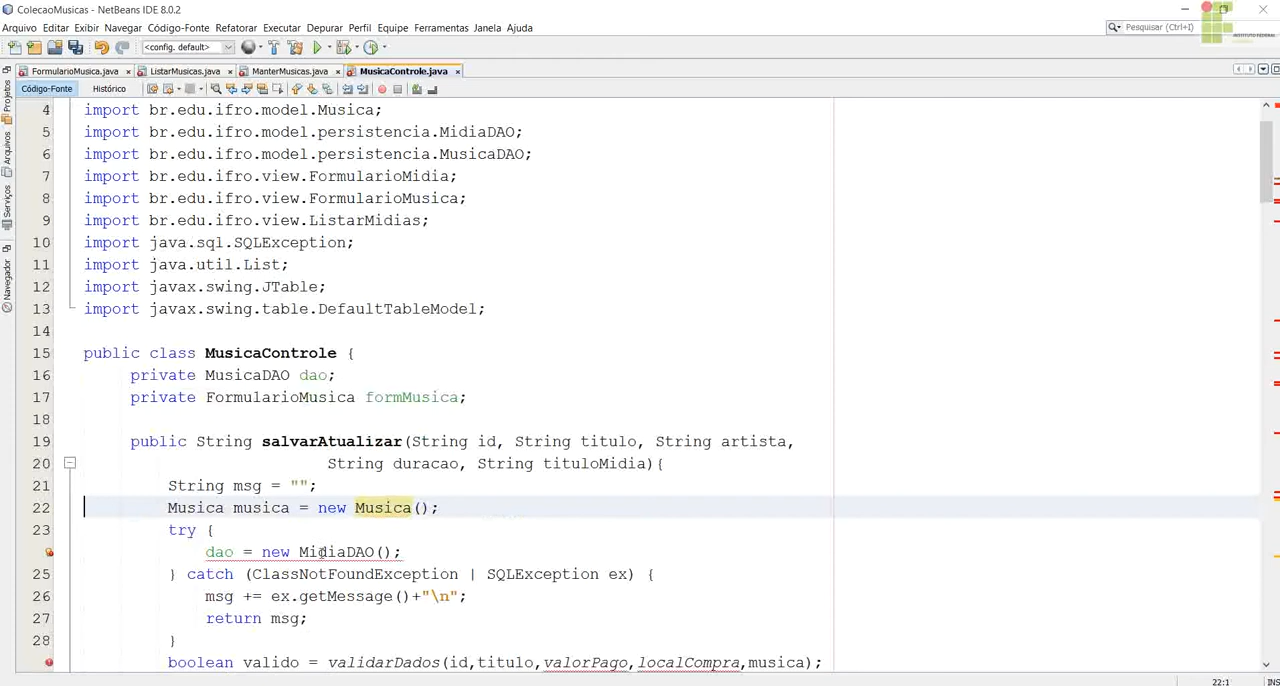 ColecaoMusicas - NetBeans IDE 8.0.2
Arquivo Editar Exibir Navegar Código-Fonte Refatorar Executar Depurar Perfil Equipe Ferramentas Janela Ajuda
Pesquisar (Ctrl+I)
INSTITUTO FEDERAL
<config. default>
FormularioMusica.java × ListarMusicas.java × ManterMusicas.java × MusicaControle.java ×
Código-Fonte Histórico
Projetos
Arquivos
Serviços
Navegador
4 import br.edu.ifro.model.Musica;
5 import br.edu.ifro.model.persistencia.MidiaDAO;
6 import br.edu.ifro.model.persistencia.MusicaDAO;
7 import br.edu.ifro.view.FormularioMidia;
8 import br.edu.ifro.view.FormularioMusica;
9 import br.edu.ifro.view.ListarMidias;
10 import java.sql.SQLException;
11 import java.util.List;
12 import javax.swing.JTable;
13 import javax.swing.table.DefaultTableModel;
14
15 public class MusicaControle {
16 private MusicaDAO dao;
17 private FormularioMusica formMusica;
18
19 public String salvarAtualizar(String id, String titulo, String artista,
20 String duracao, String tituloMidia){
21 String msg = "";
22 Musica musica = new Musica();
23 try {
dao = new MidiaDAO();
25 } catch (ClassNotFoundException | SQLException ex) {
26 msg += ex.getMessage()+"\n";
27 return msg;
28 }
boolean valido = validarDados(id,titulo,valorPago,localCompra,musica);
22:1 INS